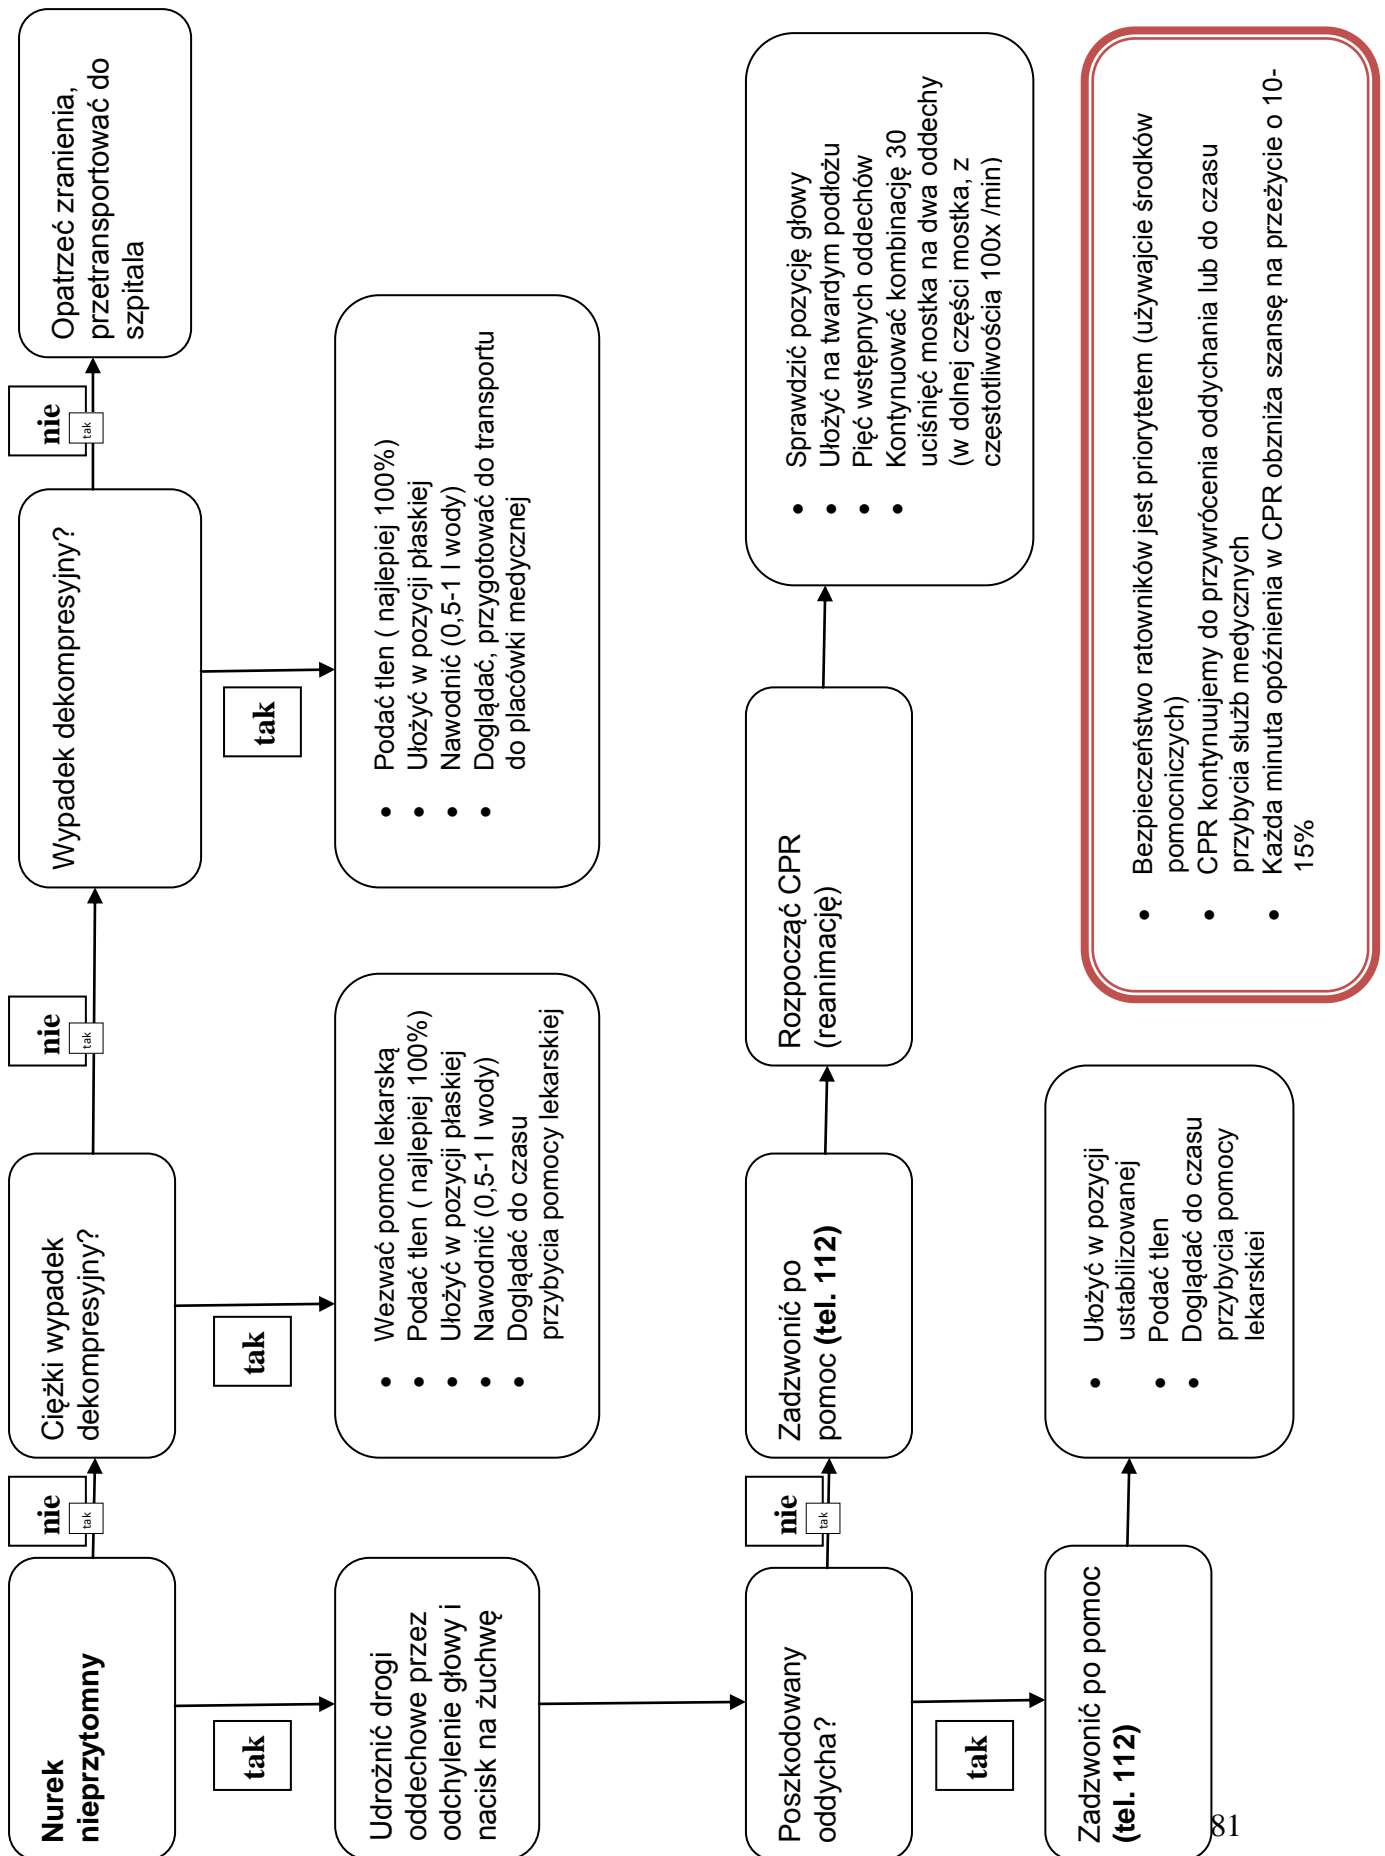 Nurek
nieprzytomny
nie
tak
tak
Ciężki wypadek
dekompresyjny?
nie
tak
tak
Wypadek dekompresyjny?
nie
tak
tak
Opatrzeć zranienia,
przetransportować do
szpitala
Udrożnić drogi
oddechowe przez
odchylenie głowy i
nacisk na żuchwę
• Wezwać pomoc lekarską
• Podać tlen ( najlepiej 100%)
• Ułożyć w pozycji płaskiej
• Nawodnić (0,5-1 l wody)
• Doglądać do czasu
przybycia pomocy lekarskiej
• Podać tlen ( najlepiej 100%)
• Ułożyć w pozycji płaskiej
• Nawodnić (0,5-1 l wody)
• Doglądać, przygotować do transportu
do placówki medycznej
Poszkodowany
oddycha?
nie
tak
tak
Zadzwonić po
pomoc (tel. 112)
Rozpocząć CPR
(reanimację)
• Sprawdzić pozycję głowy
• Ułożyć na twardym podłożu
• Pięć wstępnych oddechów
• Kontynuować kombinację 30
uciśnięć mostka na dwa oddechy
(w dolnej części mostka, z
częstotliwością 100x /min)
Zadzwonić po pomoc
(tel. 112)
• Ułożyć w pozycji
ustabilizowanej
• Podać tlen
• Doglądać do czasu
przybycia pomocy
lekarskiei
• Bezpieczeństwo ratowników jest priorytetem (używajcie środków
pomocniczych)
• CPR kontynuujemy do przywrócenia oddychania lub do czasu
przybycia służb medycznych
• Każda minuta opóźnienia w CPR obzniża szansę na przeżycie o 10-
15%
81